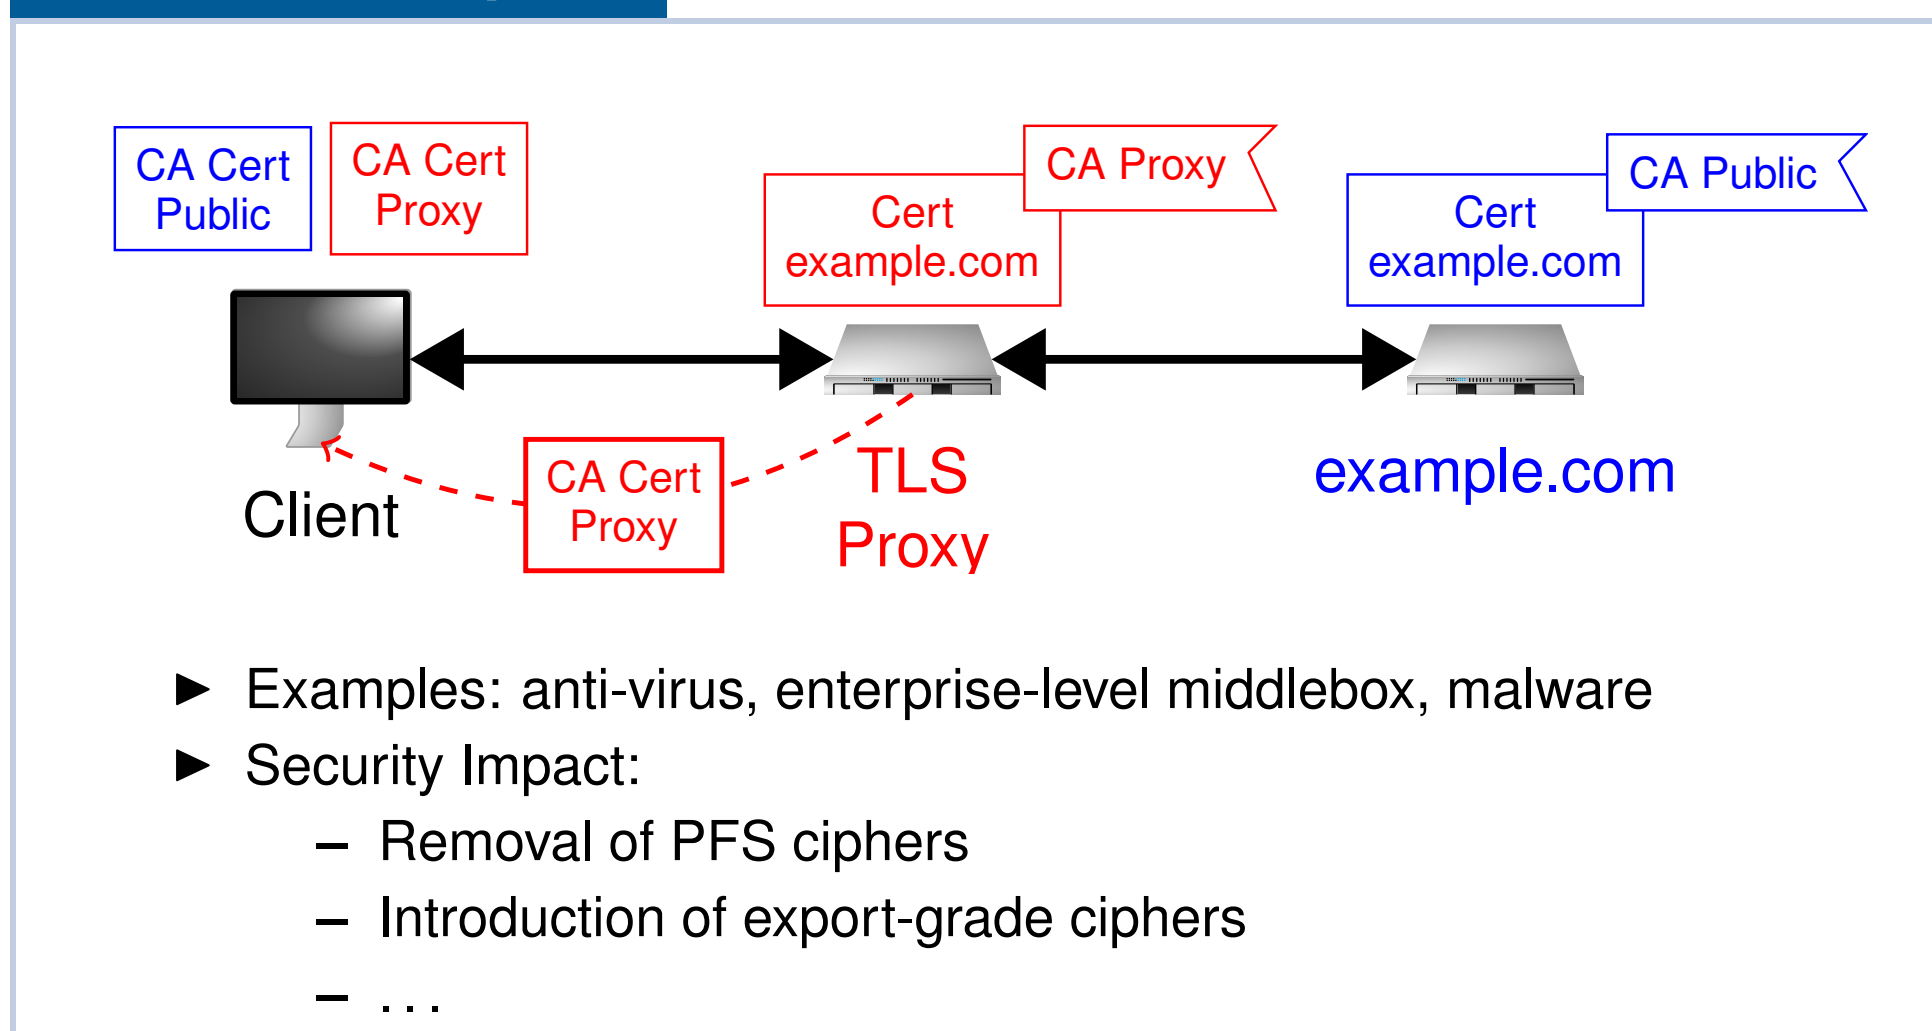 CA Cert
Public
CA Cert
Proxy
Cert
example.com
CA Proxy
Cert
example.com
CA Public
Client
CA Cert
Proxy
TLS
Proxy
example.com
► Examples: anti-virus, enterprise-level middlebox, malware
► Security Impact:
– Removal of PFS ciphers
– Introduction of export-grade ciphers
– . . .